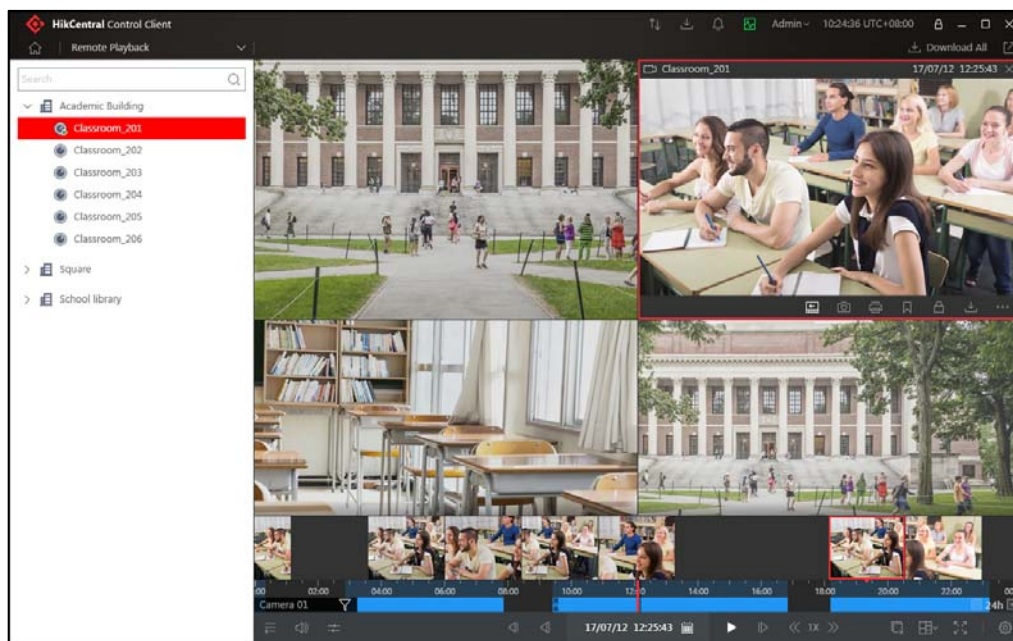 HikCentral Control Client
Admin
10:24:36 UTC+08:00
Remote Playback
Download All
Search
Academic Building
Classroom_201
Classroom_202
Classroom_203
Classroom_204
Classroom_205
Classroom_206
Square
School library
Classroom_201
17/07/12 12:25:43
02:00 04:00 06:00 08:00 10:00 12:00 14:00 16:00 18:00 20:00 22:00
Camera 01
24h
17/07/12 12:25:43
1X